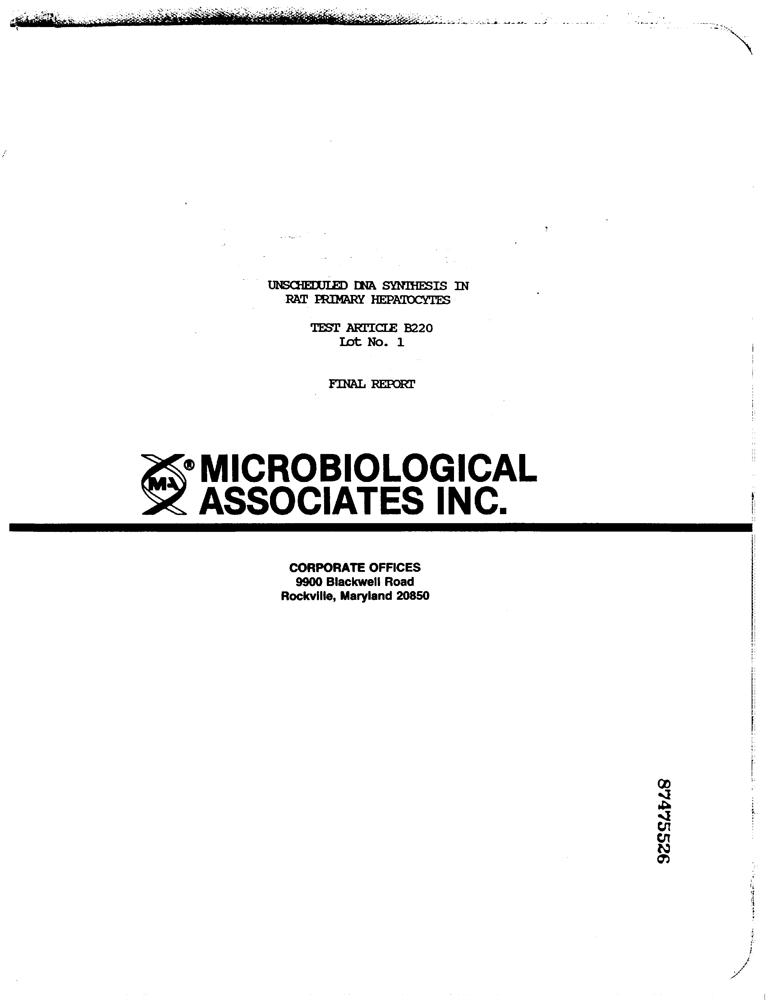 UNSCHEDULED DNA SYNTHESIS IN
RAT PRIMARY HEPATOCYTES
TEST ARTICLE B220
Lot No. 1
FINAL REPORT
MA
® MICROBIOLOGICAL
ASSOCIATES INC.
CORPORATE OFFICES
9900 Blackwell Road
Rockville, Maryland 20850
87475526